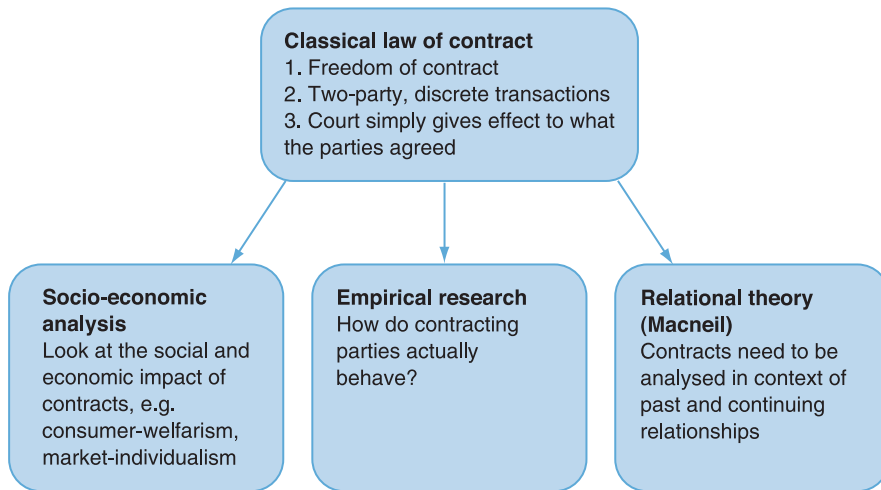 Classical law of contract
1. Freedom of contract
2. Two-party, discrete transactions
3. Court simply gives effect to what
the parties agreed
Socio-economic
analysis
Look at the social and
economic impact of
contracts, e.g.
consumer-welfarism,
market-individualism
Empirical research
How do contracting
parties actually
behave?
Relational theory
(Macneil)
Contracts need to be
analysed in context of
past and continuing
relationships